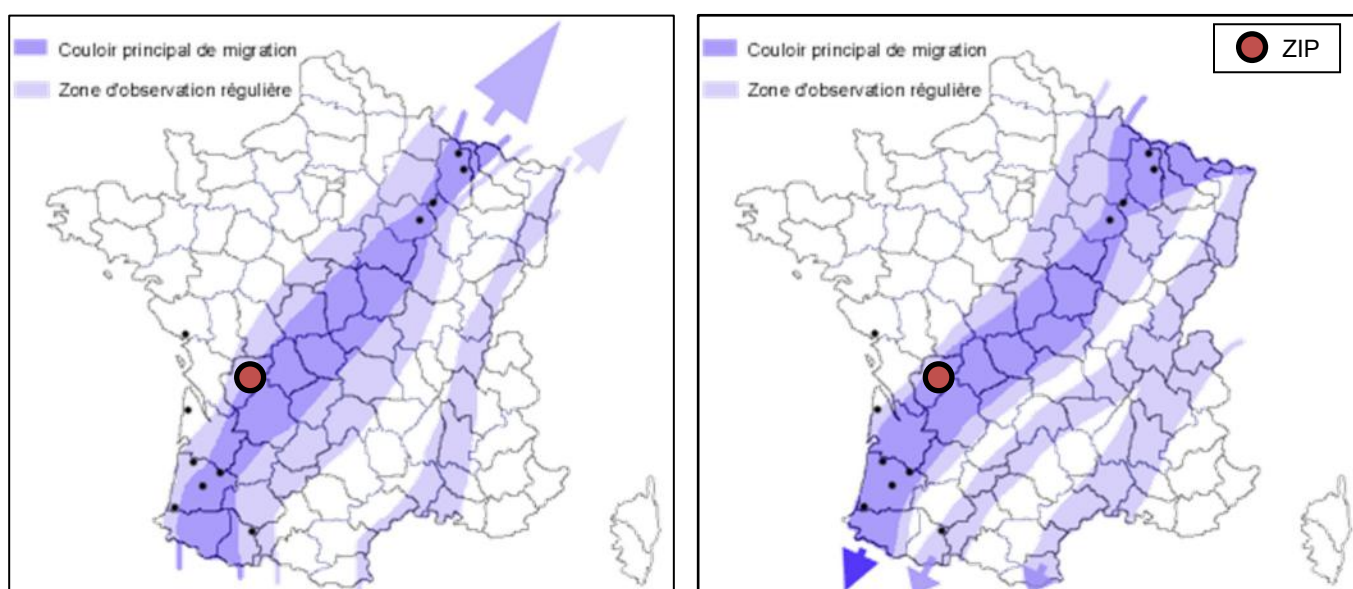 Couloir principal de migration
Zone d'observation régulière
Couloir principal de migration
Zone d'observation régulière
ZIP